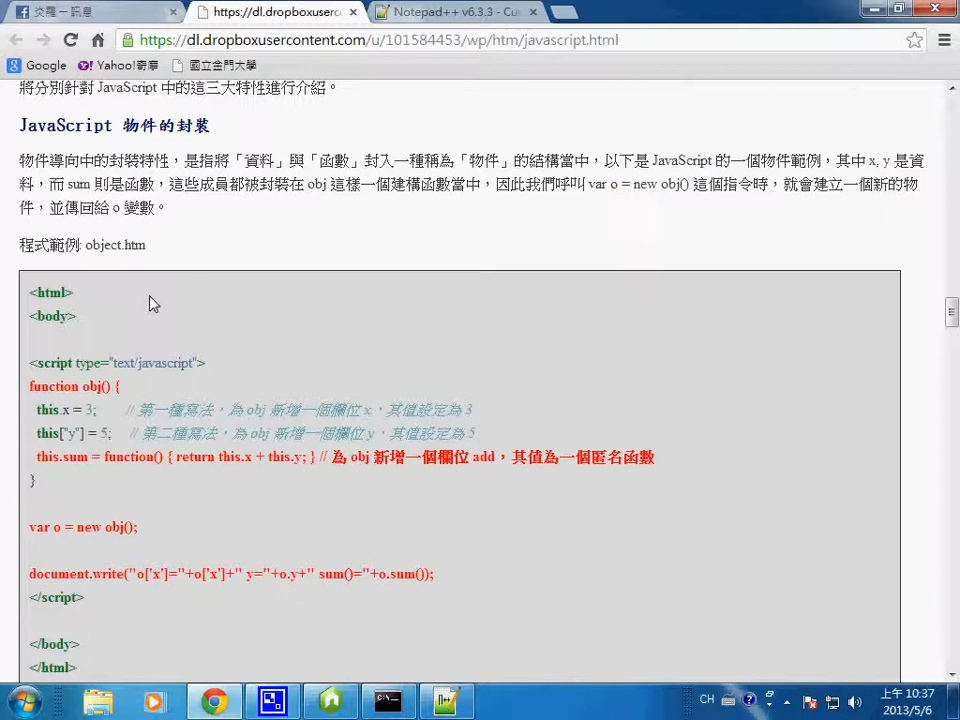 炎羅－訊息
https://dl.dropboxuserc
Notepad++ v6.3.3 - Cu
https://dl.dropboxusercontent.com/u/101584453/wp/htm/javascript.html
Google
Yahoo!奇摩
國立金門大學
將分別針對 JavaScript 中的這三大特性進行介紹。
JavaScript 物件的封裝
物件導向中的封裝特性，是指將「資料」與「函數」封入一種稱為「物件」的結構當中，以下是 JavaScript 的一個物件範例，其中 x, y 是資
料，而 sum 則是函數，這些成員都被封裝在 obj 這樣一個建構函數當中，因此我們呼叫 var o = new obj() 這個指令時，就會建立一個新的物
件，並傳回給 o 變數。
程式範例: object.htm
<html>
<body>
<script type="text/javascript">
function obj() {
this.x = 3; // 第一種寫法，為 obj 新增一個欄位 x，其值設定為 3
this["y"] = 5; // 第二種寫法，為 obj 新增一個欄位 y，其值設定為 5
this.sum = function() { return this.x + this.y; } // 為 obj 新增一個欄位 add，其值為一個匿名函數
}
var o = new obj();
document.write("o['x']="+o['x']+" y="+o.y+" sum()="+o.sum());
</script>
</body>
</html>
CH
上午 10:37
2013/5/6